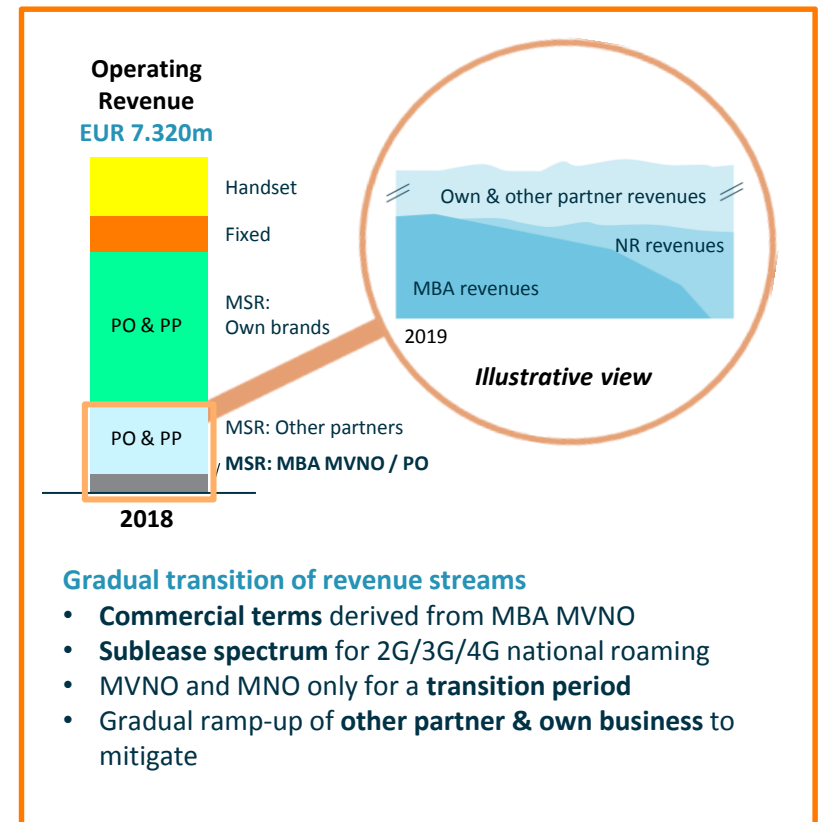 Operating
Revenue
EUR 7.320m
Handset
Fixed
PO & PP
MSR:
Own brands
PO & PP
MSR: Other partners
MSR: MBA MVNO / PO
2018
Own & other partner revenues
NR revenues
MBA revenues
2019
Illustrative view
Gradual transition of revenue streams
• Commercial terms derived from MBA MVNO
• Sublease spectrum for 2G/3G/4G national roaming
• MVNO and MNO only for a transition period
• Gradual ramp-up of other partner & own business to
mitigate